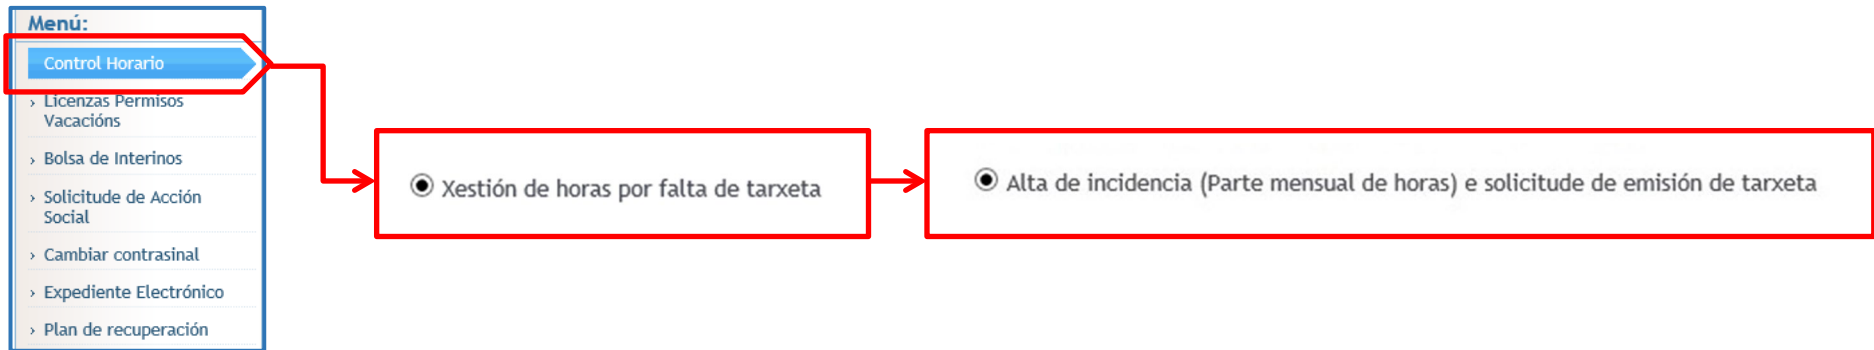 Menú:
Control Horario
› Licenzas Permisos
Vacacións
› Bolsa de Interinos
› Solicitude de Acción
Social
› Cambiar contrasinal
› Expediente Electrónico
› Plan de recuperación
Xestión de horas por falta de tarxeta
Alta de incidencia (Parte mensual de horas) e solicitude de emisión de tarxeta